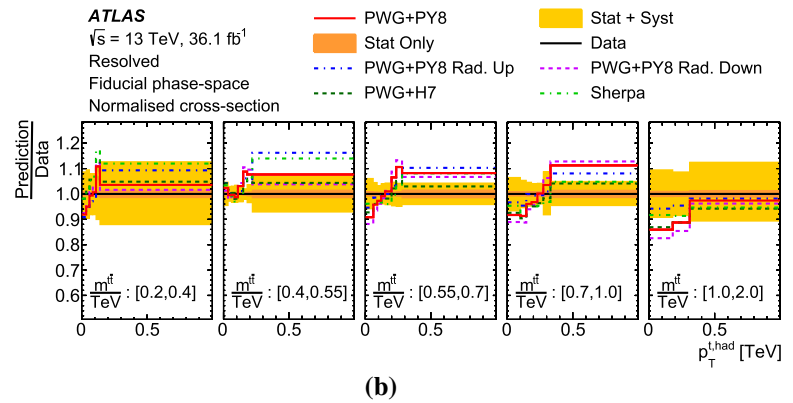 ATLAS
√s = 13 TeV, 36.1 fb⁻¹
Resolved
Fiducial phase-space
Normalised cross-section
PWG+PY8
Stat Only
PWG+PY8 Rad. Up
PWG+H7
Stat + Syst
Data
PWG+PY8 Rad. Down
Sherpa
Prediction
Data
1.2
1.1
1.0
0.9
0.8
0.7
0.6
m^tt̄/TeV : [0.2,0.4]
m^tt̄/TeV : [0.4,0.55]
m^tt̄/TeV : [0.55,0.7]
m^tt̄/TeV : [0.7,1.0]
m^tt̄/TeV : [1.0,2.0]
0 0.5 0 0.5 0 0.5 0 0.5 0 0.5
p_T^t,had [TeV]
(b)